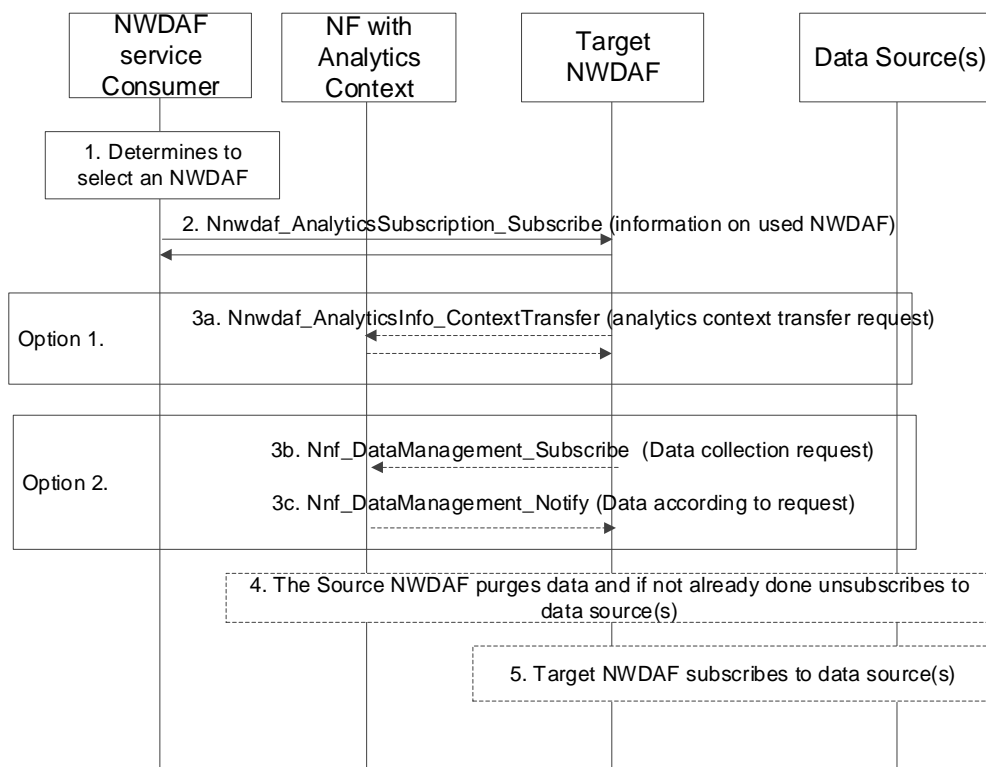 NWDAF
service
Consumer
NF with
Analytics
Context
Target
NWDAF
Data Source(s)
1. Determines to
select an NWDAF
2. Nnwdaf_AnalyticsSubscription_Subscribe (information on used NWDAF)
3a. Nnwdaf_AnalyticsInfo_ContextTransfer (analytics context transfer request)
Option 1.
3b. Nnf_DataManagement_Subscribe (Data collection request)
Option 2.
3c. Nnf_DataManagement_Notify (Data according to request)
4. The Source NWDAF purges data and if not already done unsubscribes to
data source(s)
5. Target NWDAF subscribes to data source(s)